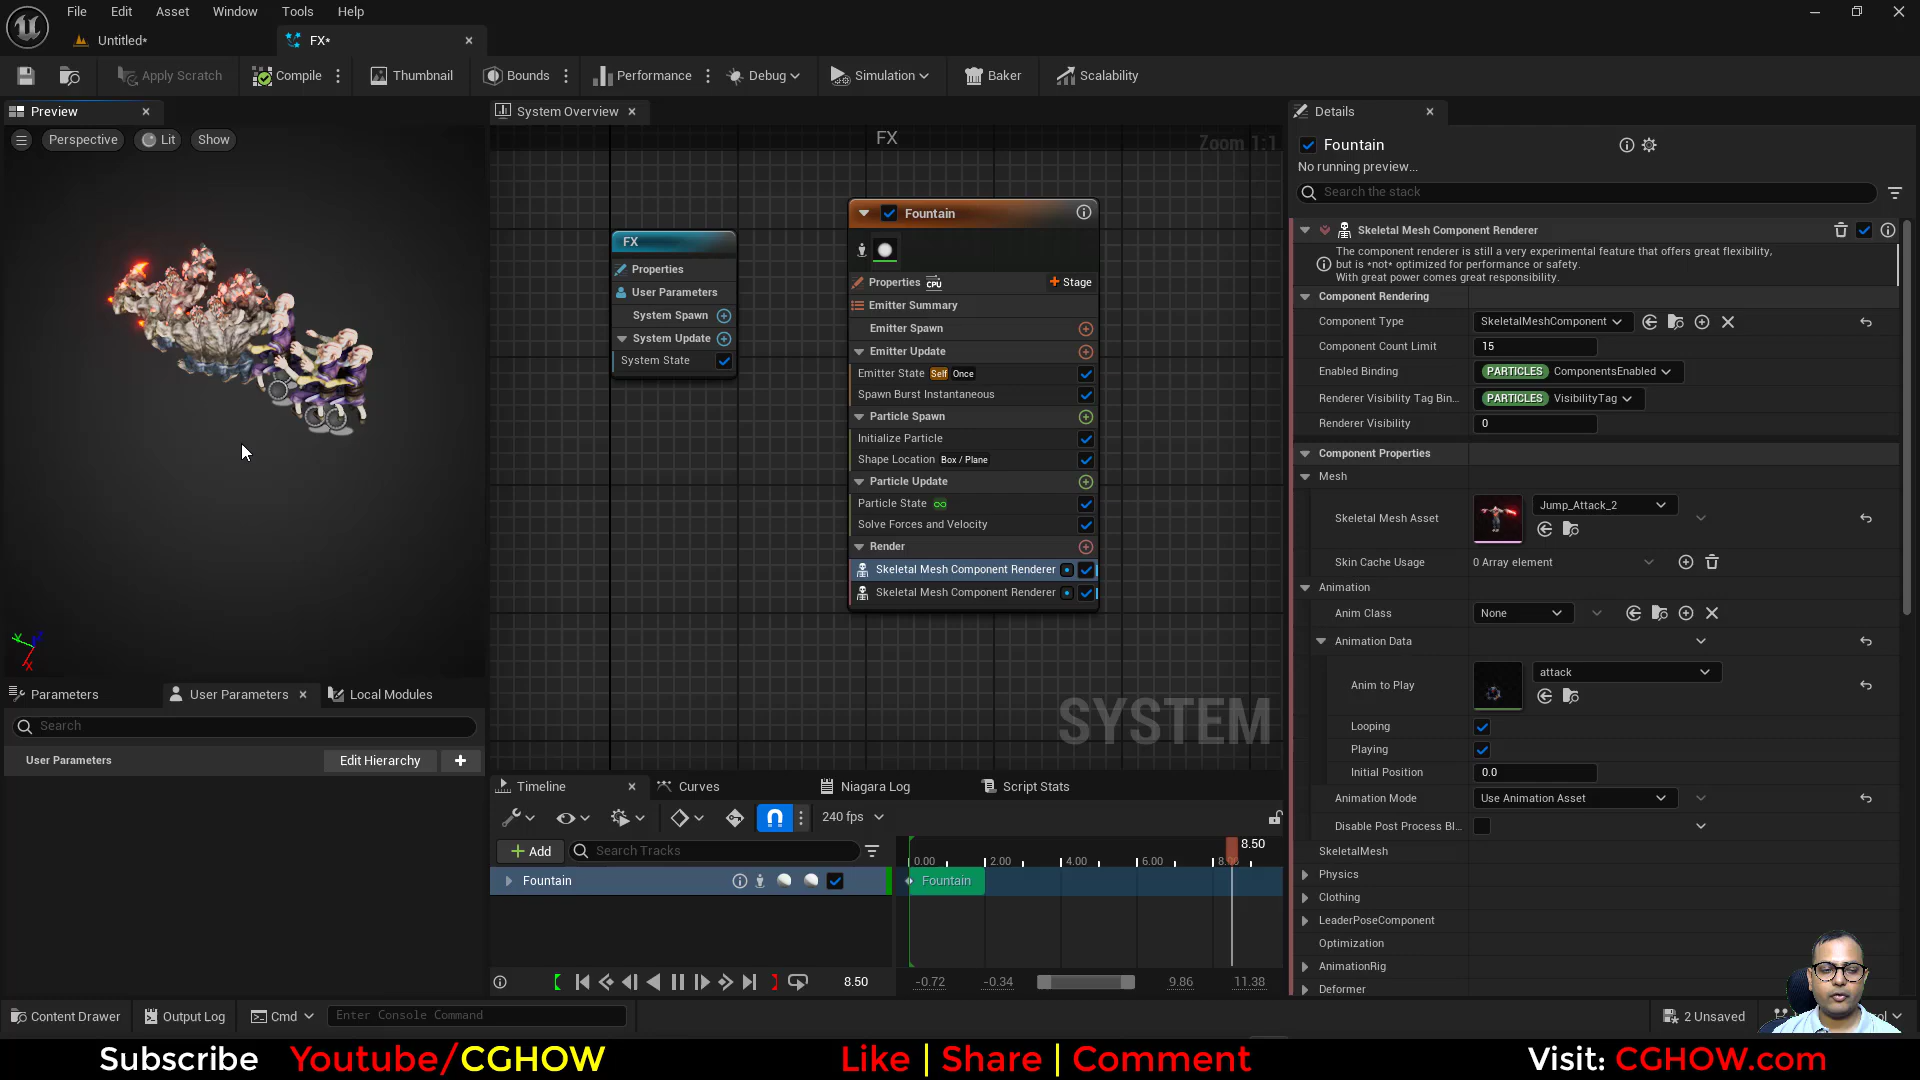 File Edit Asset Window Tools Help
Untitled*
FX*
Apply Scratch Compile Thumbnail Bounds Performance Debug Simulation Baker Scalability
Preview
Perspective Lit Show
System Overview
FX
Zoom 1:1
FX
Properties
User Parameters
System Spawn
System Update
System State
Fountain
Properties CPU Stage
Emitter Summary
Emitter Spawn
Emitter Update
Emitter State Self Once
Spawn Burst Instantaneous
Particle Spawn
Initialize Particle
Shape Location Box / Plane
Particle Update
Particle State
Solve Forces and Velocity
Render
Skeletal Mesh Component Renderer
Skeletal Mesh Component Renderer
SYSTEM
Details
Fountain
No running preview...
Search the stack
Skeletal Mesh Component Renderer
The component renderer is still a very experimental feature that offers great flexibility,
but is *not* optimized for performance or safety.
With great power comes great responsibility.
Component Rendering
Component Type SkeletalMeshComponent
Component Count Limit 15
Enabled Binding PARTICLES ComponentsEnabled
Renderer Visibility Tag Bin... PARTICLES VisibilityTag
Renderer Visibility 0
Component Properties
Mesh
Skeletal Mesh Asset Jump_Attack_2
Skin Cache Usage 0 Array element
Animation
Anim Class None
Animation Data
Anim to Play attack
Looping
Playing
Initial Position 0.0
Animation Mode Use Animation Asset
Disable Post Process Bl...
SkeletalMesh
Physics
Clothing
LeaderPoseComponent
Optimization
AnimationRig
Deformer
Parameters User Parameters Local Modules
Search
User Parameters Edit Hierarchy
Timeline Curves Niagara Log Script Stats
240 fps
Add Search Tracks
0.00 2.00 4.00 6.00 8.50
Fountain Fountain
8.50 -0.72 -0.34 9.86 11.38
Content Drawer Output Log Cmd Enter Console Command 2 Unsaved
Subscribe Youtube/CGHOW Like | Share | Comment Visit: CGHOW.com